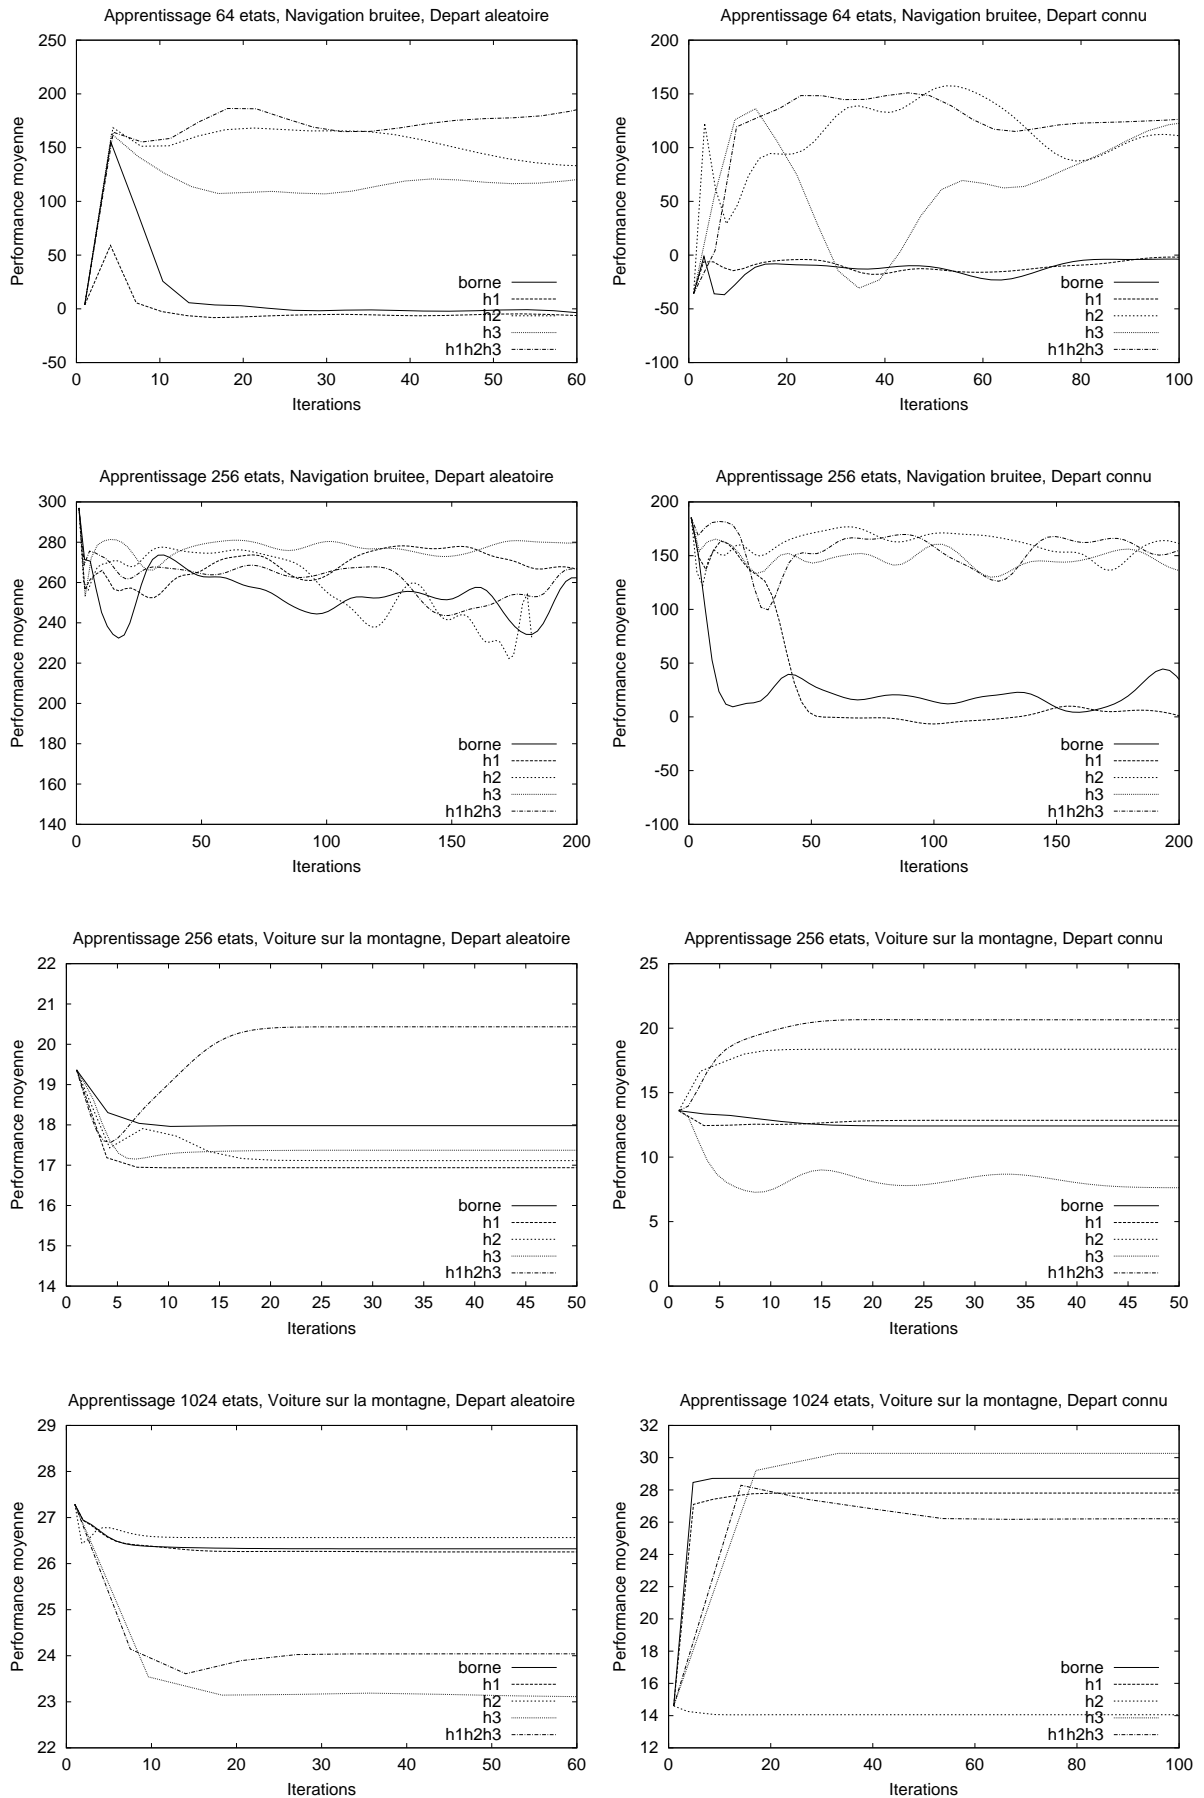 Apprentissage 64 etats, Navigation bruitee, Depart aleatoire
250
200
150
100
50
0
-50
0 10 20 30 40 50 60
Performance moyenne
Iterations
borne
h1
h2
h3
h1h2h3
Apprentissage 64 etats, Navigation bruitee, Depart connu
200
150
100
50
0
-50
-100
0 20 40 60 80 100
Performance moyenne
Iterations
borne
h1
h2
h3
h1h2h3
Apprentissage 256 etats, Navigation bruitee, Depart aleatoire
300
280
260
240
220
200
180
160
140
0 50 100 150 200
Performance moyenne
Iterations
borne
h1
h2
h3
h1h2h3
Apprentissage 256 etats, Navigation bruitee, Depart connu
200
150
100
50
0
-50
-100
0 50 100 150 200
Performance moyenne
Iterations
borne
h1
h2
h3
h1h2h3
Apprentissage 256 etats, Voiture sur la montagne, Depart aleatoire
22
21
20
19
18
17
16
15
14
0 5 10 15 20 25 30 35 40 45 50
Performance moyenne
Iterations
borne
h1
h2
h3
h1h2h3
Apprentissage 256 etats, Voiture sur la montagne, Depart connu
25
20
15
10
5
0
0 5 10 15 20 25 30 35 40 45 50
Performance moyenne
Iterations
borne
h1
h2
h3
h1h2h3
Apprentissage 1024 etats, Voiture sur la montagne, Depart aleatoire
29
28
27
26
25
24
23
22
0 10 20 30 40 50 60
Performance moyenne
Iterations
borne
h1
h2
h3
h1h2h3
Apprentissage 1024 etats, Voiture sur la montagne, Depart connu
32
30
28
26
24
22
20
18
16
14
12
0 20 40 60 80 100
Performance moyenne
Iterations
borne
h1
h2
h3
h1h2h3